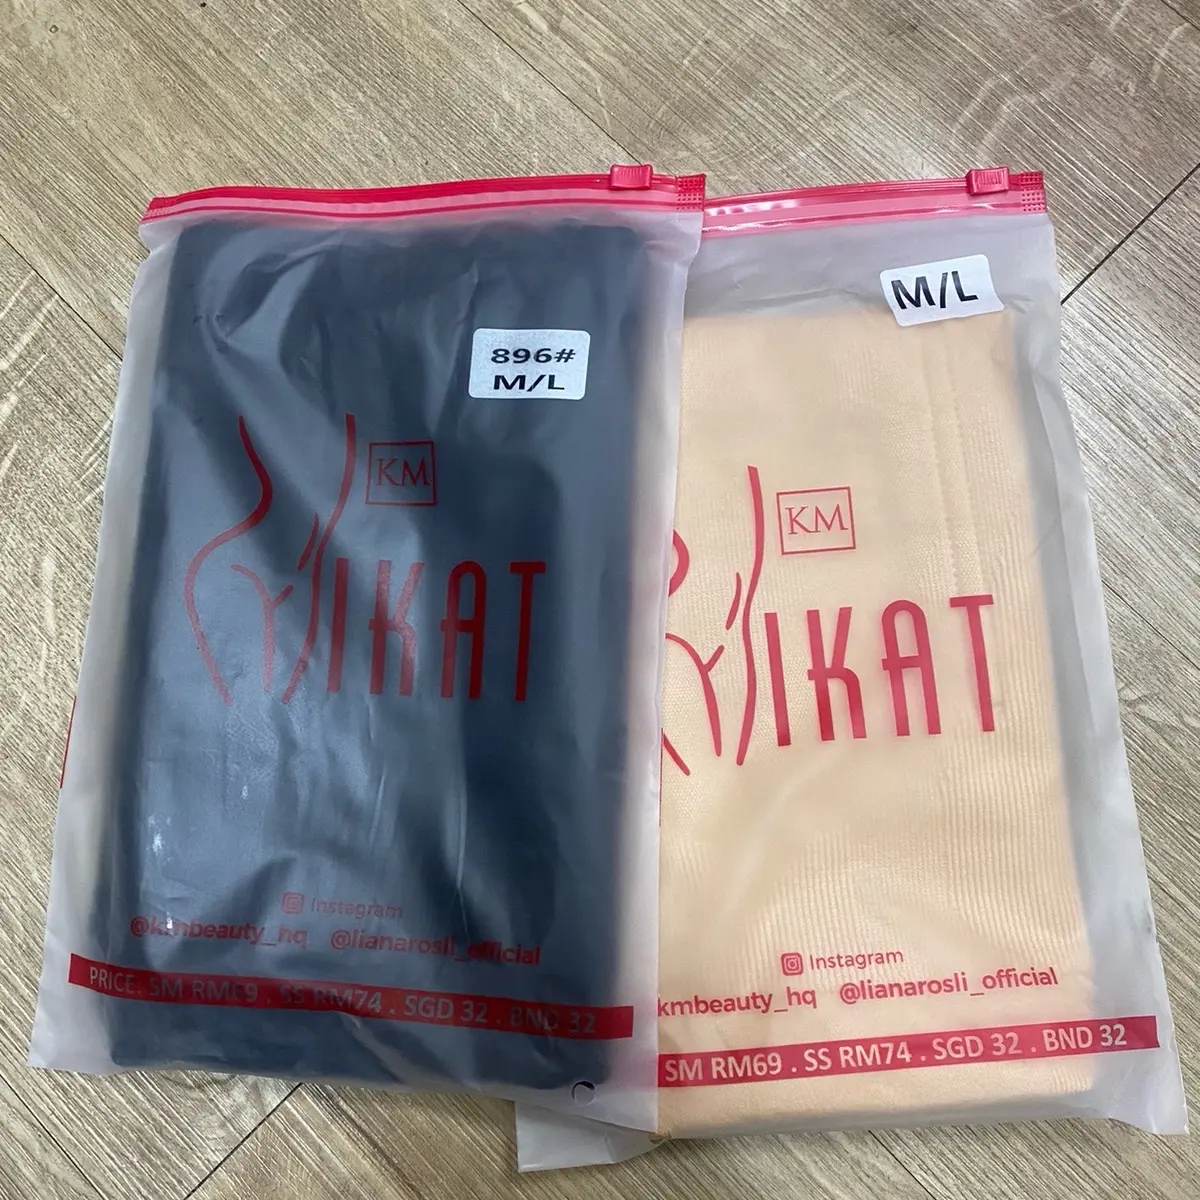 896#
M/L
KM
IKAT
Instagram
@kmbeauty_hq @lianarosli_official
PRICE. SM RM69 . SS RM74 . SGD 32 . BND 32
M/L
KM
IKAT
Instagram
kmbeauty_hq @lianarosli_official
SM RM69 . SS RM74 . SGD 32 . BND 32